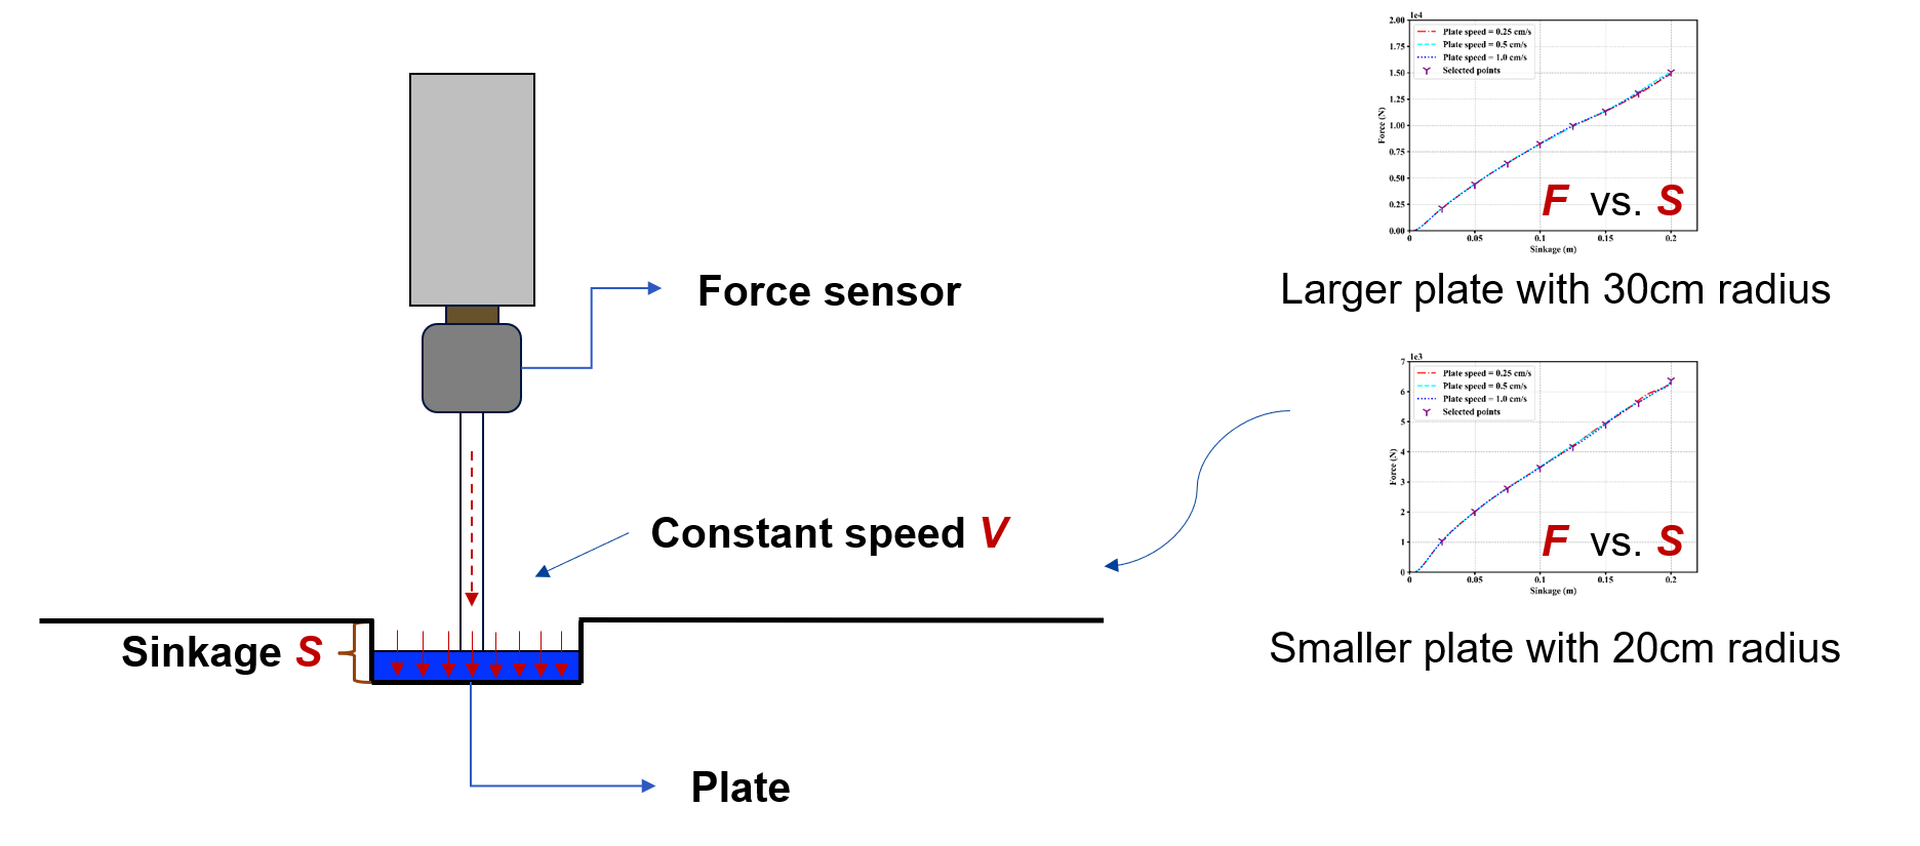 Force sensor
Constant speed V
Sinkage S
Plate
1e4
2.00
1.75
1.50
1.25
1.00
0.75
0.50
0.25
0.00
Force (N)
Plate speed = 0.25 cm/s
Plate speed = 0.5 cm/s
Plate speed = 1.0 cm/s
Selected points
F vs. S
0 0.05 0.1 0.15 0.2
Sinkage (m)
Larger plate with 30cm radius
1e3
7
6
5
4
3
2
1
0
Force (N)
Plate speed = 0.25 cm/s
Plate speed = 0.5 cm/s
Plate speed = 1.0 cm/s
Selected points
F vs. S
0 0.05 0.1 0.15 0.2
Sinkage (m)
Smaller plate with 20cm radius